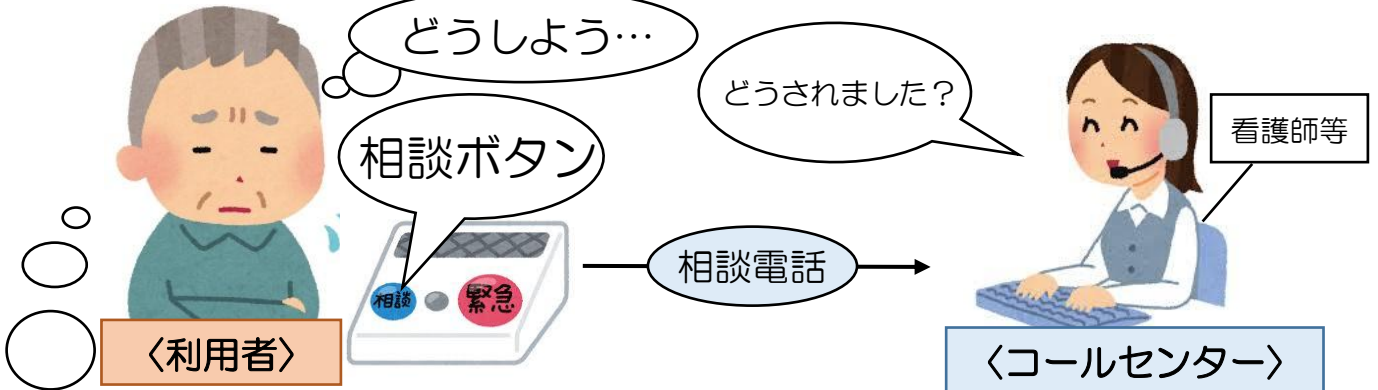 どうしよう…
どうされました？
看護師等
相談ボタン
相談電話
相談
緊急
〈利用者〉
〈コールセンター〉